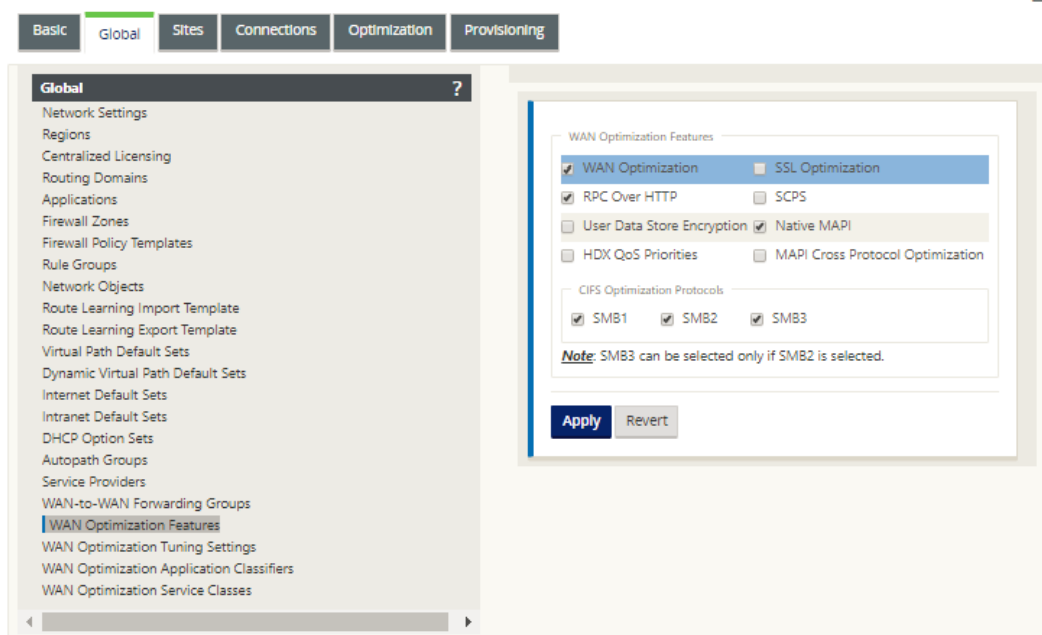 Basic Global Sites Connections Optimization Provisioning
Global ?
Network Settings
Regions
Centralized Licensing
Routing Domains
Applications
Firewall Zones
Firewall Policy Templates
Rule Groups
Network Objects
Route Learning Import Template
Route Learning Export Template
Virtual Path Default Sets
Dynamic Virtual Path Default Sets
Internet Default Sets
Intranet Default Sets
DHCP Option Sets
Autopath Groups
Service Providers
WAN-to-WAN Forwarding Groups
WAN Optimization Features
WAN Optimization Tuning Settings
WAN Optimization Application Classifiers
WAN Optimization Service Classes
WAN Optimization Features
WAN Optimization SSL Optimization
RPC Over HTTP SCPS
User Data Store Encryption Native MAPI
HDX QoS Priorities MAPI Cross Protocol Optimization
CIFS Optimization Protocols
SMB1 SMB2 SMB3
Note: SMB3 can be selected only if SMB2 is selected.
Apply Revert